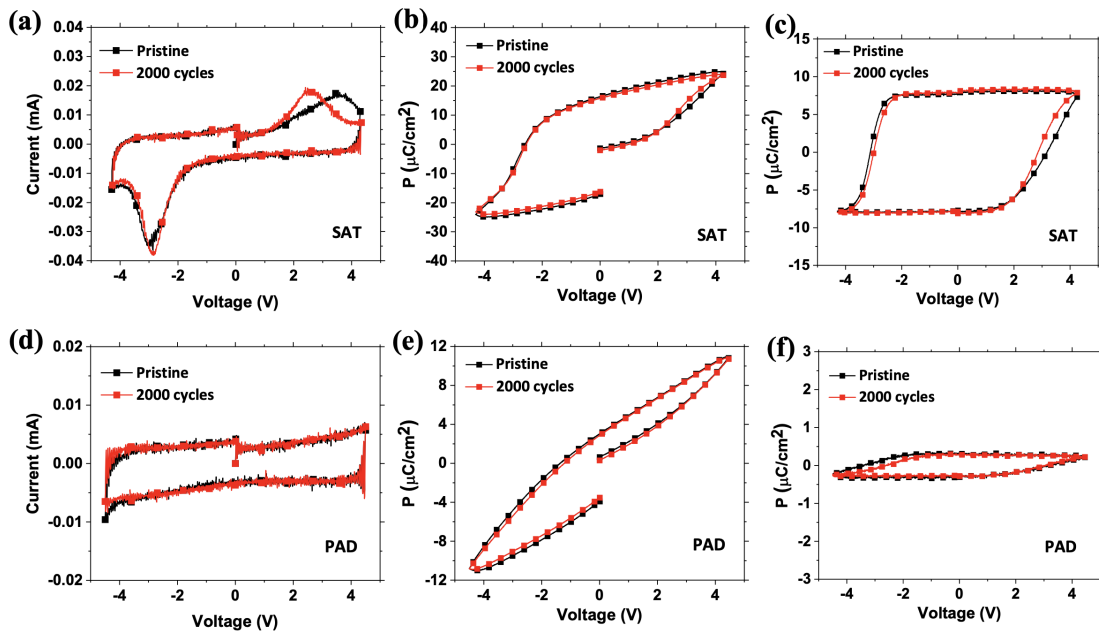 (a)
0.04
0.03
0.02
0.01
0.00
-0.01
-0.02
-0.03
-0.04
Current (mA)
Pristine
2000 cycles
SAT
-4 -2 0 2 4
Voltage (V)
(b)
40
30
20
10
0
-10
-20
-30
-40
P (μC/cm2)
Pristine
2000 cycles
SAT
-4 -2 0 2 4
Voltage (V)
(c)
15
10
5
0
-5
-10
-15
P (μC/cm2)
Pristine
2000 cycles
SAT
-4 -2 0 2 4
Voltage (V)
(d)
0.02
0.01
0.00
-0.01
-0.02
Current (mA)
Pristine
2000 cycles
PAD
-4 -2 0 2 4
Voltage (V)
(e)
12
8
4
0
-4
-8
-12
P (μC/cm2)
Pristine
2000 cycles
PAD
-4 -2 0 2 4
Voltage (V)
(f)
3
2
1
0
-1
-2
-3
P (μC/cm2)
Pristine
2000 cycles
PAD
-4 -2 0 2 4
Voltage (V)